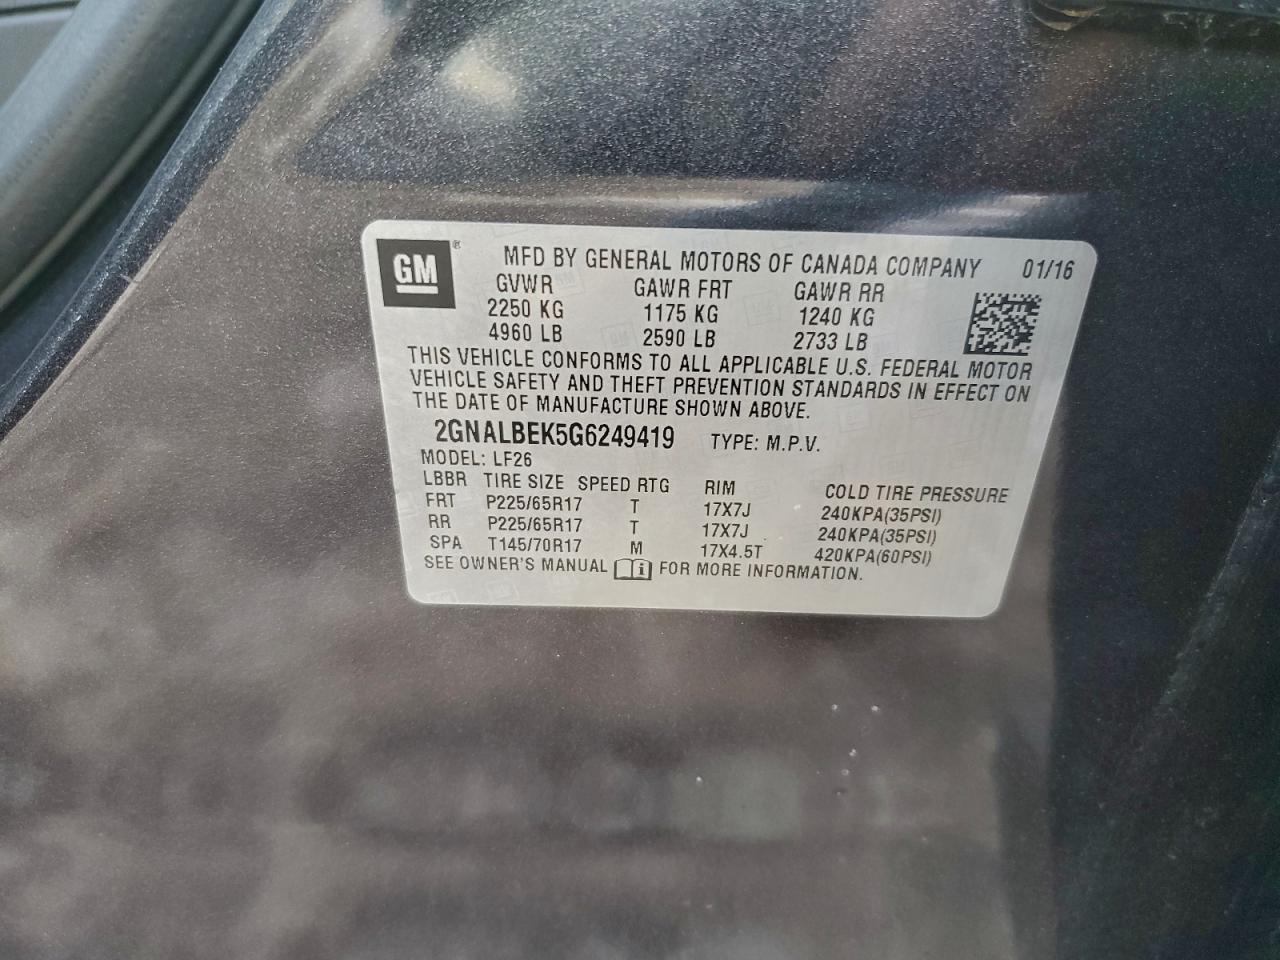 GM ® MFD BY GENERAL MOTORS OF CANADA COMPANY 01/16
GVWR GAWR FRT GAWR RR
2250 KG 1175 KG 1240 KG
4960 LB 2590 LB 2733 LB
THIS VEHICLE CONFORMS TO ALL APPLICABLE U.S. FEDERAL MOTOR
VEHICLE SAFETY AND THEFT PREVENTION STANDARDS IN EFFECT ON
THE DATE OF MANUFACTURE SHOWN ABOVE.
2GNALBEK5G6249419 TYPE: M.P.V.
MODEL: LF26
LBBR TIRE SIZE SPEED RTG RIM COLD TIRE PRESSURE
FRT P225/65R17 T 17X7J 240KPA(35PSI)
RR P225/65R17 T 17X7J 240KPA(35PSI)
SPA T145/70R17 M 17X4.5T 420KPA(60PSI)
SEE OWNER'S MANUAL FOR MORE INFORMATION.